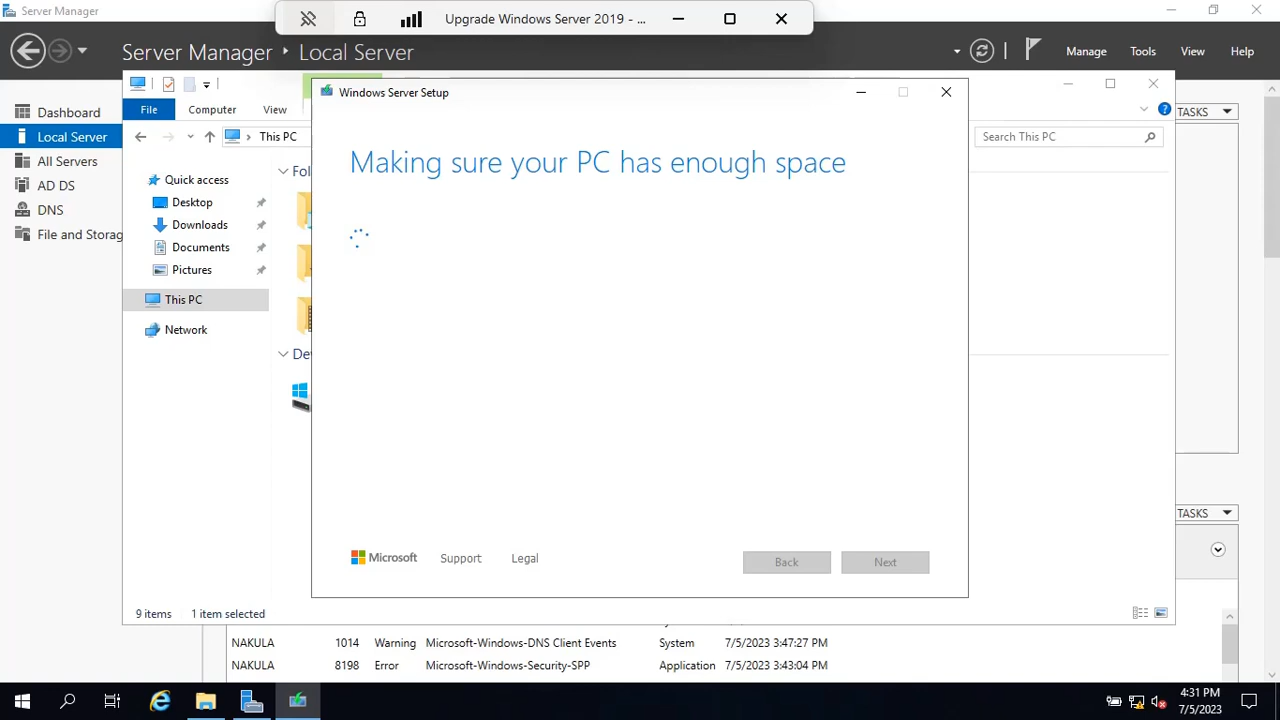 Server Manager
Upgrade Windows Server 2019 - ...
Server Manager
Local Server
Manage
Tools
View
Help
Dashboard
Local Server
All Servers
AD DS
DNS
File and Storag
File
Computer
View
This PC
Search This PC
TASKS
Quick access
Desktop
Downloads
Documents
Pictures
This PC
Network
Fol
De
Windows Server Setup
Making sure your PC has enough space
Microsoft
Support
Legal
Back
Next
TASKS
9 items
1 item selected
NAKULA 1014 Warning Microsoft-Windows-DNS Client Events System 7/5/2023 3:47:27 PM
NAKULA 8198 Error Microsoft-Windows-Security-SPP Application 7/5/2023 3:43:04 PM
4:31 PM
7/5/2023